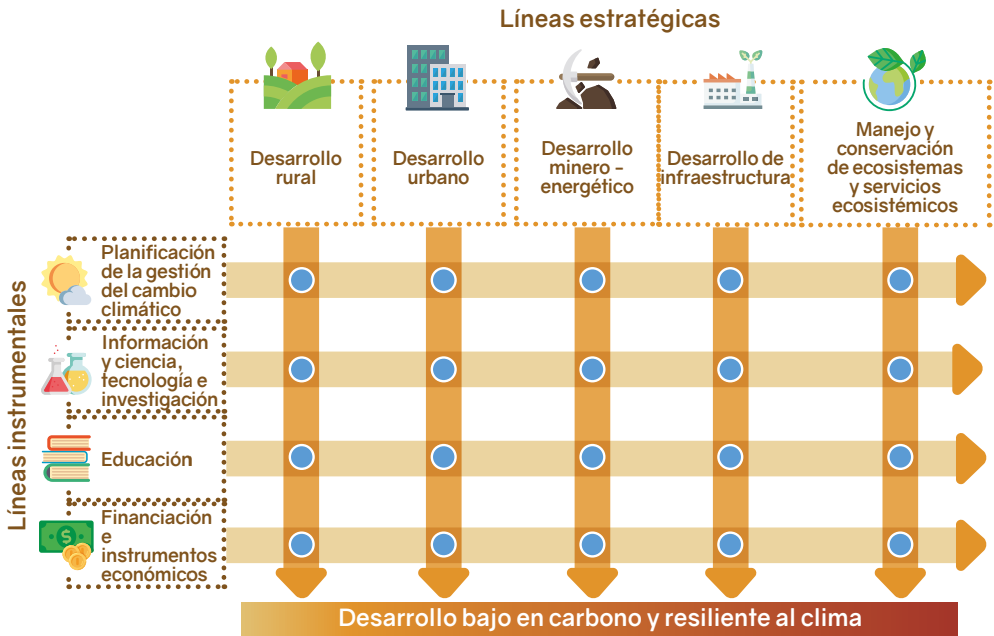 Líneas estratégicas
Desarrollo
rural
Desarrollo
urbano
Desarrollo
minero -
energético
Desarrollo de
infraestructura
Manejo y
conservación
de ecosistemas
y servicios
ecosistémicos
Líneas instrumentales
Planificación
de la gestión
del cambio
climático
Información
y ciencia,
tecnología e
investigación
Educación
Financiación
e
instrumentos
económicos
$
Desarrollo bajo en carbono y resiliente al clima